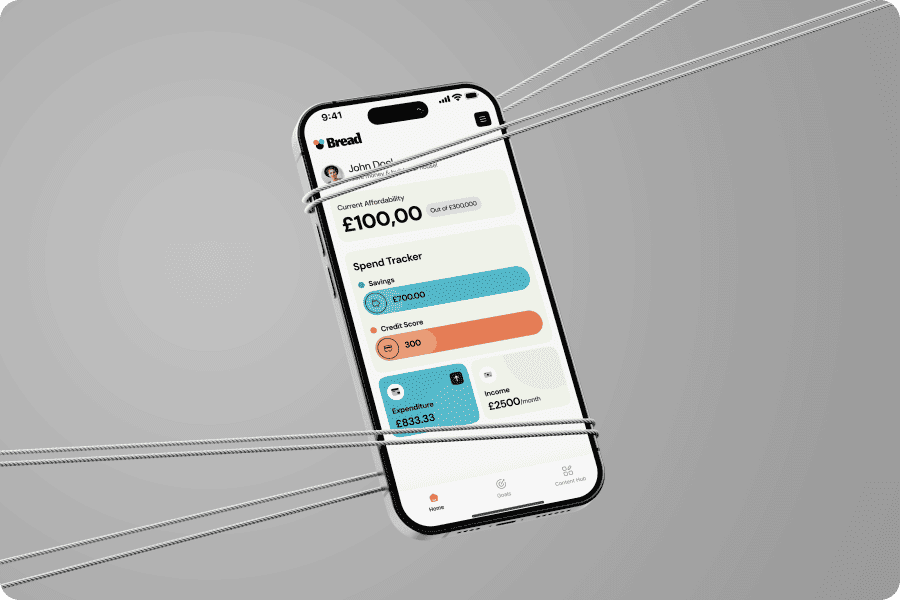 9:41
Bread
John Doe!
Current Affordability
£100,00 Out of £300,000
Spend Tracker
Savings
£700.00
Credit Score
300
Expenditure
£833.33
Income
£2500/month
Home
Goals
Content Hub